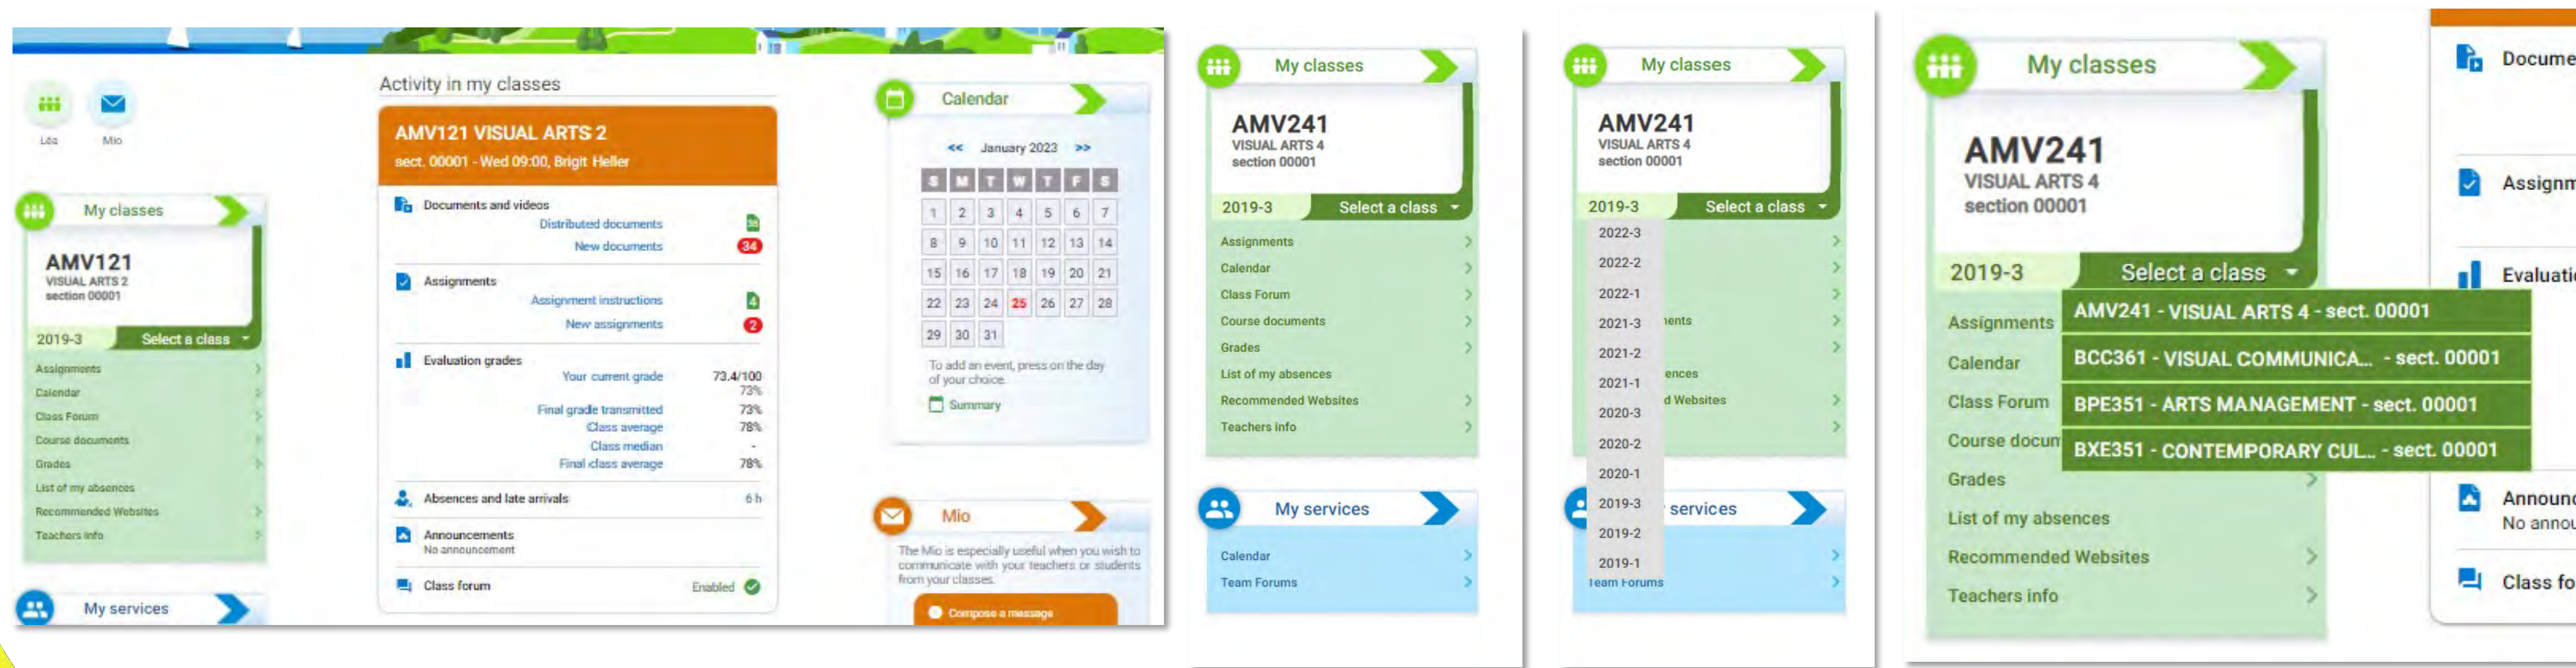 Léa
Mio
My classes
AMV121
VISUAL ARTS 2
section 00001
2019-3 Select a class
Assignments
Calendar
Class Forum
Course documents
Grades
List of my absences
Recommended Websites
Teachers info
My services
Activity in my classes
AMV121 VISUAL ARTS 2
sect. 00001 - Wed 09:00, Brigit Heller
Documents and videos
Distributed documents
New documents 34
Assignments
Assignment instructions 4
New assignments 2
Evaluation grades
Your current grade 73.4/100
73%
Final grade transmitted 73%
Class average 78%
Class median -
Final class average 78%
Absences and late arrivals 6 h
Announcements
No announcement
Class forum Enabled
Calendar
<< January 2023 >>
S M T W T F S
1 2 3 4 5 6 7
8 9 10 11 12 13 14
15 16 17 18 19 20 21
22 23 24 25 26 27 28
29 30 31
To add an event, press on the day
of your choice.
Summary
Mio
The Mio is especially useful when you wish to
communicate with your teachers or students
from your classes.
Compose a message
My classes
AMV241
VISUAL ARTS 4
section 00001
2019-3 Select a class
Assignments
Calendar
Class Forum
Course documents
Grades
List of my absences
Recommended Websites
Teachers info
My services
Calendar
Team Forums
My classes
AMV241
VISUAL ARTS 4
section 00001
2019-3 Select a class
2022-3
2022-2
2022-1
2021-3 ents
2021-2
2021-1 ences
2020-3 d Websites
2020-2
2020-1
2019-3 services
2019-2
2019-1
Team Forums
My classes
AMV241
VISUAL ARTS 4
section 00001
2019-3 Select a class
AMV241 - VISUAL ARTS 4 - sect. 00001
BCC361 - VISUAL COMMUNICA... - sect. 00001
BPE351 - ARTS MANAGEMENT - sect. 00001
BXE351 - CONTEMPORARY CUL... - sect. 00001
Assignments
Calendar
Class Forum
Course docum
Grades
List of my absences
Recommended Websites
Teachers info
Docume
Assignm
Evaluatio
Announc
No annou
Class fo